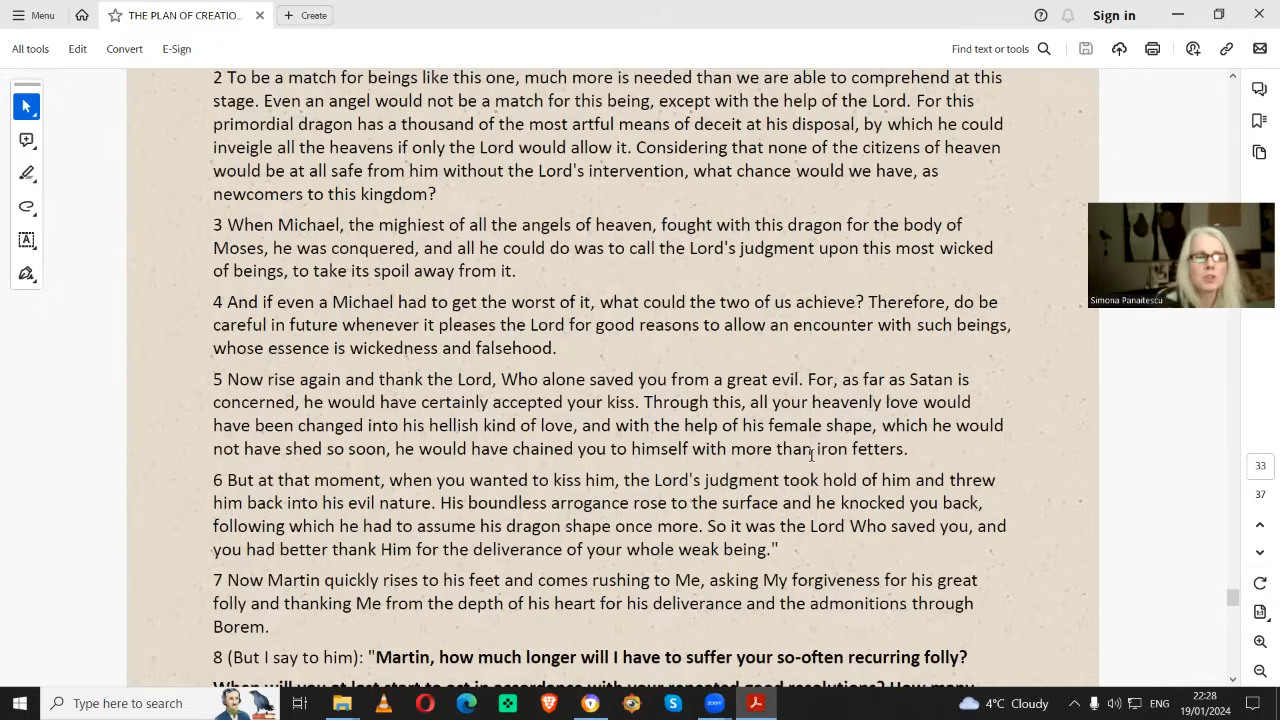 Menu
THE PLAN OF CREATIO...
Create
Sign in
All tools
Edit
Convert
E-Sign
Find text or tools
2 To be a match for beings like this one, much more is needed than we are able to comprehend at this
stage. Even an angel would not be a match for this being, except with the help of the Lord. For this
primordial dragon has a thousand of the most artful means of deceit at his disposal, by which he could
inveigle all the heavens if only the Lord would allow it. Considering that none of the citizens of heaven
would be at all safe from him without the Lord's intervention, what chance would we have, as
newcomers to this kingdom?
3 When Michael, the mighiest of all the angels of heaven, fought with this dragon for the body of
Moses, he was conquered, and all he could do was to call the Lord's judgment upon this most wicked
of beings, to take its spoil away from it.
4 And if even a Michael had to get the worst of it, what could the two of us achieve? Therefore, do be
careful in future whenever it pleases the Lord for good reasons to allow an encounter with such beings,
whose essence is wickedness and falsehood.
5 Now rise again and thank the Lord, Who alone saved you from a great evil. For, as far as Satan is
concerned, he would have certainly accepted your kiss. Through this, all your heavenly love would
have been changed into his hellish kind of love, and with the help of his female shape, which he would
not have shed so soon, he would have chained you to himself with more than iron fetters.
6 But at that moment, when you wanted to kiss him, the Lord's judgment took hold of him and threw
him back into his evil nature. His boundless arrogance rose to the surface and he knocked you back,
following which he had to assume his dragon shape once more. So it was the Lord Who saved you, and
you had better thank Him for the deliverance of your whole weak being."
7 Now Martin quickly rises to his feet and comes rushing to Me, asking My forgiveness for his great
folly and thanking Me from the depth of his heart for his deliverance and the admonitions through
Borem.
8 (But I say to him): "Martin, how much longer will I have to suffer your so-often recurring folly?
When will you at last start to act in accordance with your repeated good resolutions? How many
Simona Panaitescu
33
37
Type here to search
zoom
4°C Cloudy
ENG
22:28
19/01/2024